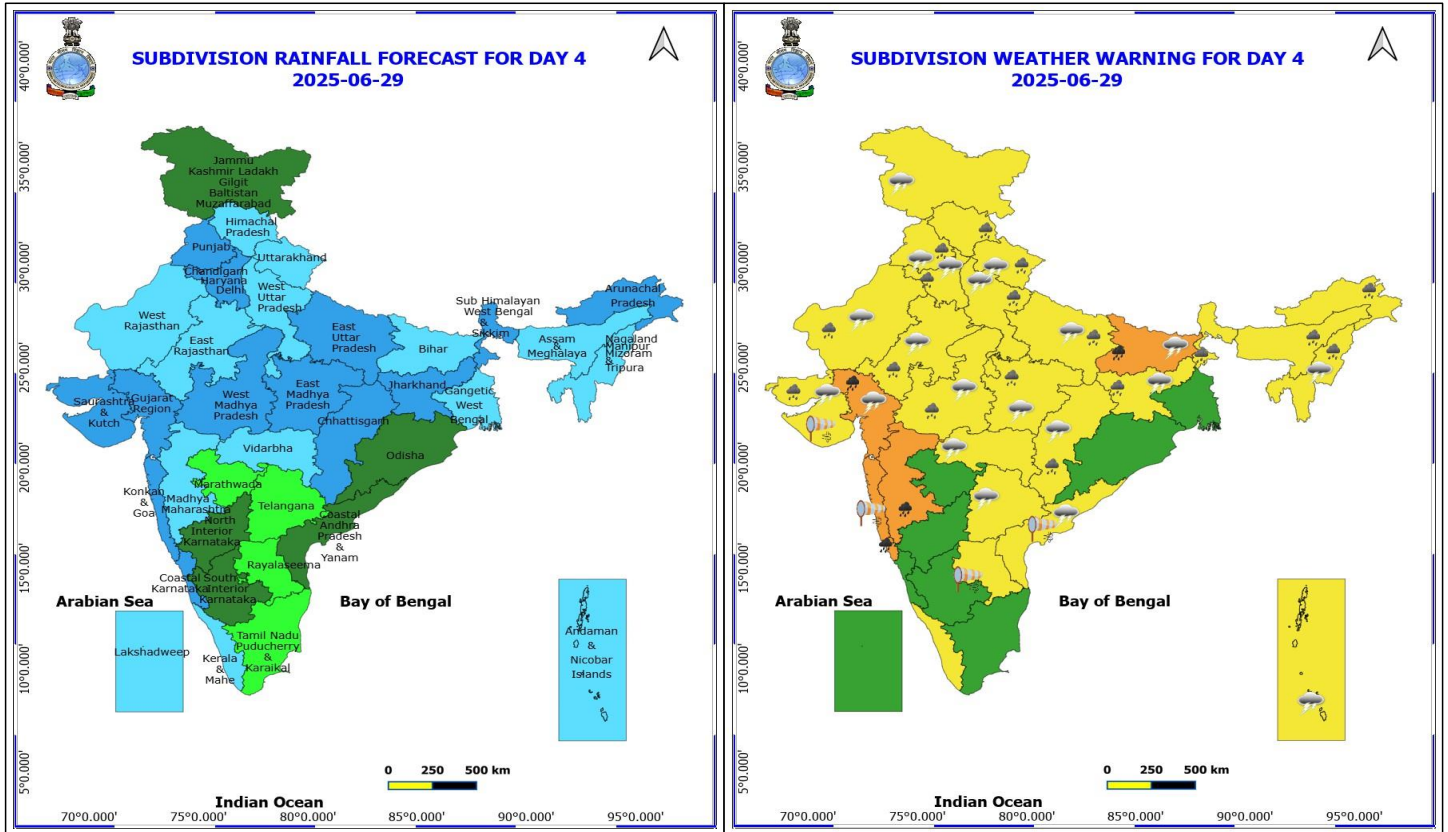 SUBDIVISION RAINFALL FORECAST FOR DAY 4
2025-06-29
40°0.000'
35°0.000'
30°0.000'
25°0.000'
20°0.000'
15°0.000'
10°0.000'
5°0.000'
Jammu
Kashmir Ladakh
Gilgit
Baltistan
Muzaffarabad
Himachal
Pradesh
Punjab
Uttarakhand
Chandigarh
Haryana
Delhi
West
Uttar
Pradesh
West
Rajasthan
East
Rajasthan
East
Uttar
Pradesh
Bihar
Sub Himalayan
West Bengal
&
Sikkim
Arunachal
Pradesh
Assam
&
Meghalaya
Nagaland
Manipur
Mizoram
&
Tripura
Saurashtra
&
Kutch
Gujarat
Region
West
Madhya
Pradesh
East
Madhya
Pradesh
Jharkhand
Gangetic
West
Bengal
Chhattisgarh
Vidarbha
Odisha
Konkan
&
Goa
Madhya
Maharashtra
Marathwada
Telangana
North
Interior
Karnataka
Coastal
Andhra
Pradesh
&
Yanam
Rayalaseema
Coastal
Karnataka
South
Interior
Karnataka
Tamil Nadu
Puducherry
&
Karaikal
Kerala
&
Mahe
Lakshadweep
Andaman
&
Nicobar
Islands
Arabian Sea
Bay of Bengal
0 250 500 km
Indian Ocean
70°0.000' 75°0.000' 80°0.000' 85°0.000' 90°0.000' 95°0.000'
SUBDIVISION WEATHER WARNING FOR DAY 4
2025-06-29
40°0.000'
35°0.000'
30°0.000'
25°0.000'
20°0.000'
15°0.000'
10°0.000'
5°0.000'
Arabian Sea
Bay of Bengal
0 250 500 km
Indian Ocean
70°0.000' 75°0.000' 80°0.000' 85°0.000' 90°0.000' 95°0.000'